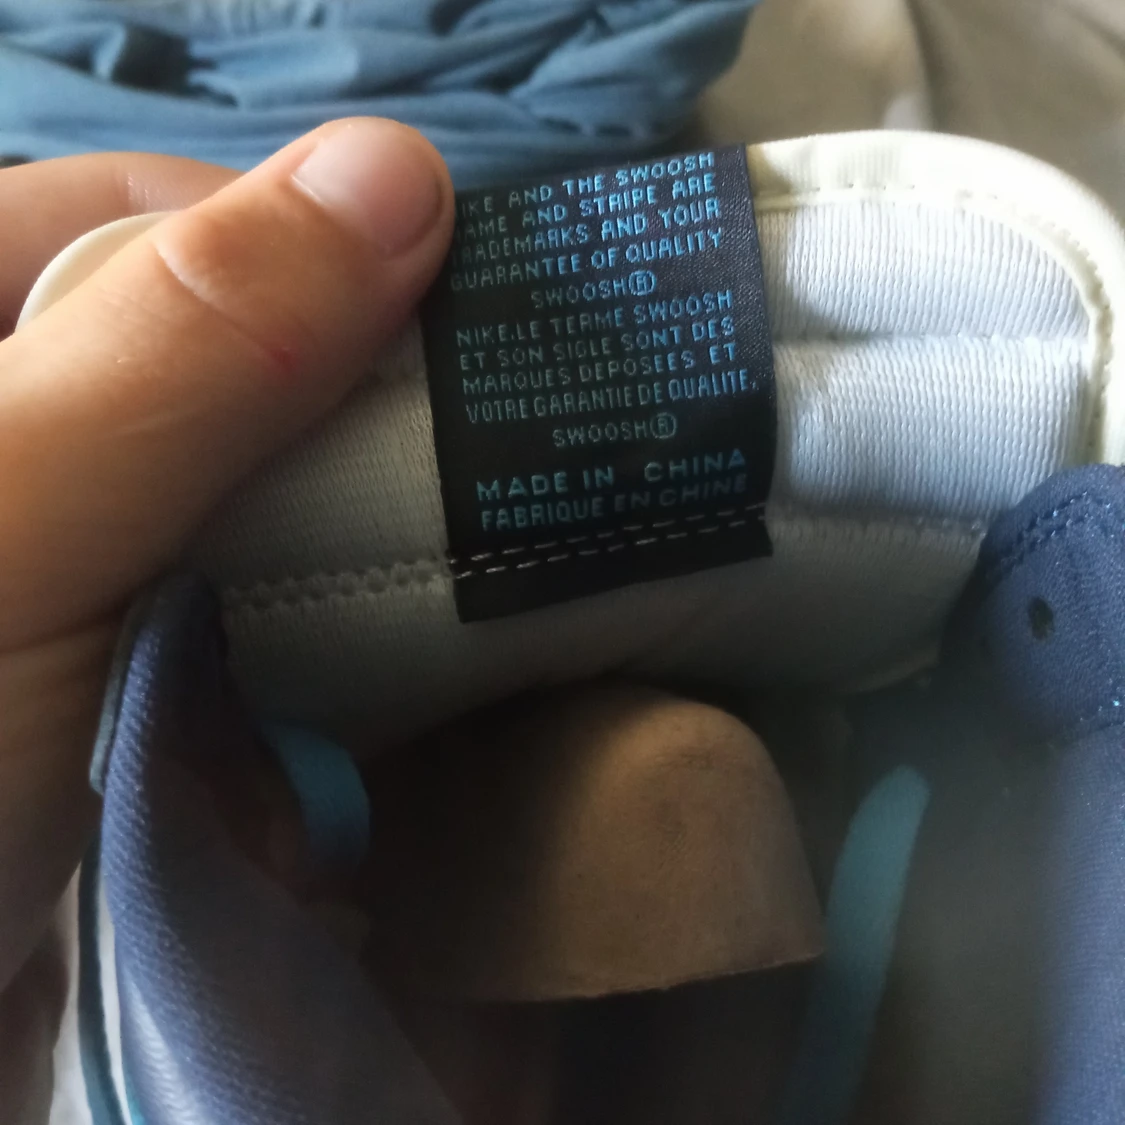 IKE AND THE SWOOSH
AME AND STRIPE ARE
RADEMARKS AND YOUR
GUARANTEE OF QUALITY
SWOOSH®
NIKE.LE TERME SWOOSH
ET SON SIGLE SONT DES
MARQUES DEPOSEES ET
VOTRE GARANTIE DE QUALITE.
SWOOSH®
MADE IN CHINA
FABRIQUE EN CHINE